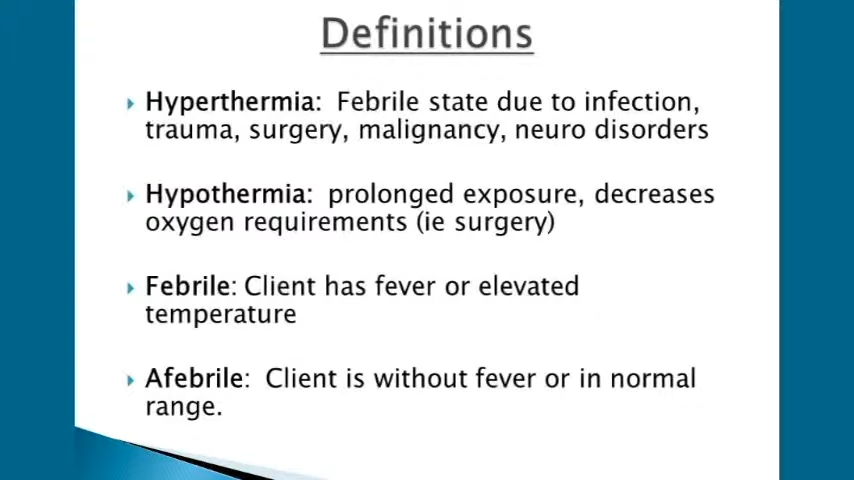 Definitions
Hyperthermia: Febrile state due to infection,
trauma, surgery, malignancy, neuro disorders
Hypothermia: prolonged exposure, decreases
oxygen requirements (ie surgery)
Febrile: Client has fever or elevated
temperature
Afebrile: Client is without fever or in normal
range.